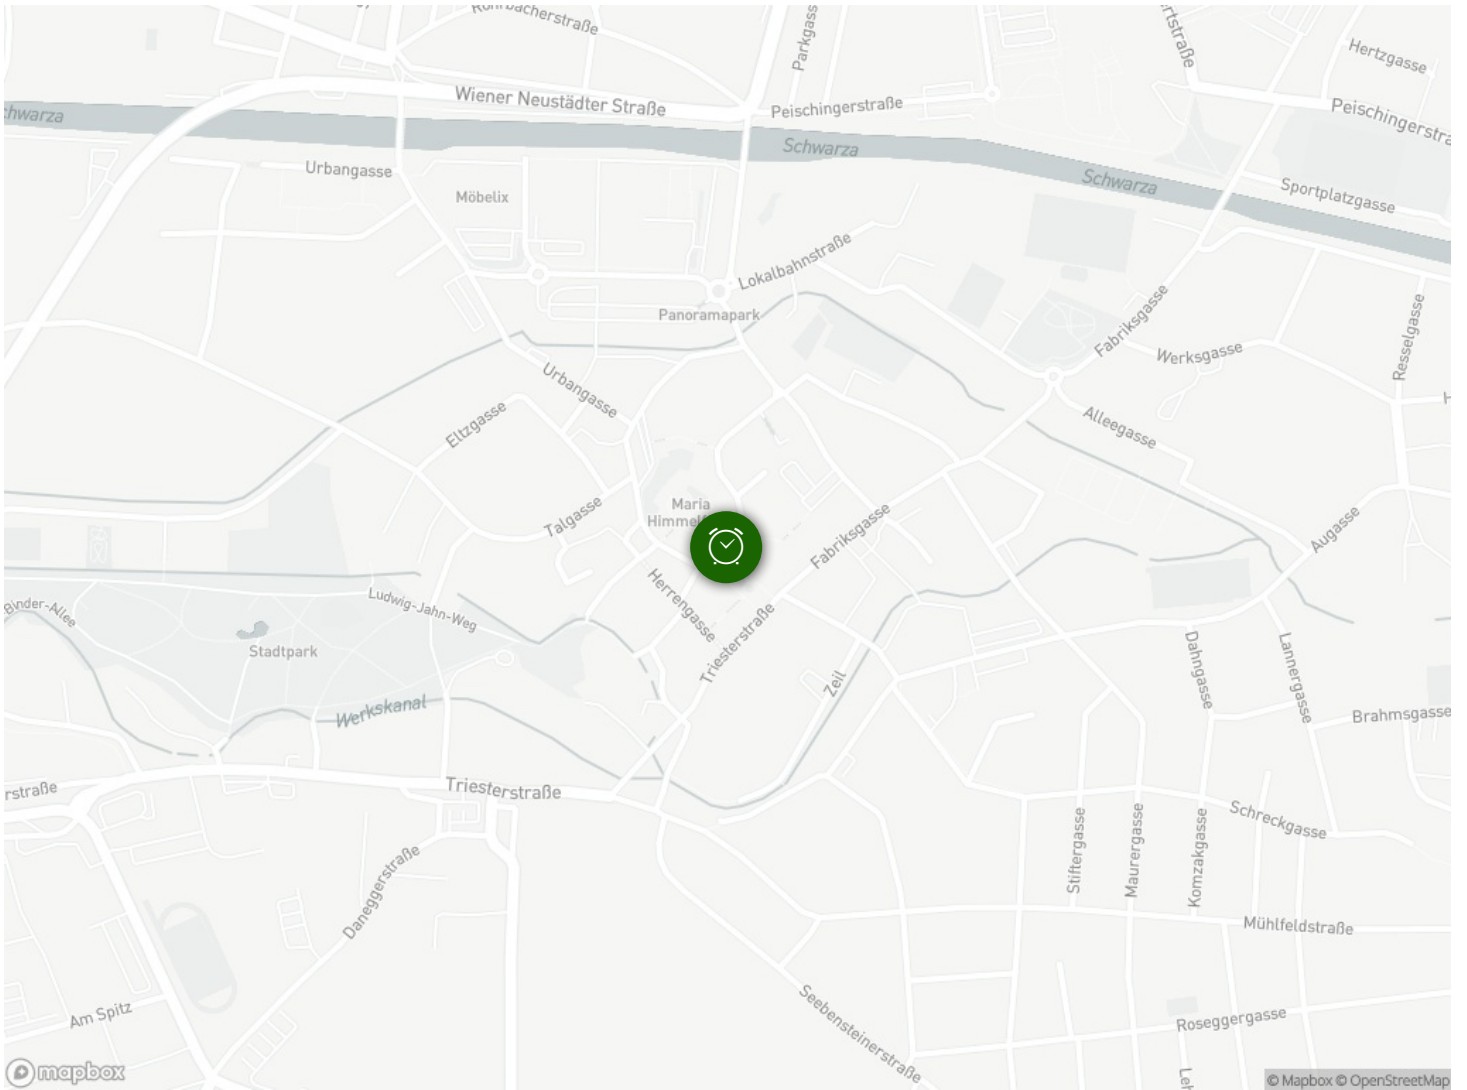 Rohrbacherstraße
Parkgass
Hertzgasse
Wiener Neustädter Straße
Peischingerstraße
Peischingerstra
Schwarza
Schwarza
Urbangasse
Möbelix
Sportplatzgasse
Lokalbahnstraße
Panoramapark
Fabriksgasse
Werksgasse
Resselgasse
Urbangasse
Eltzgasse
Alleegasse
Talgasse
Maria
Fabriksgasse
Augasse
Herrengasse
Ludwig-Jahn-Weg
Binder-Allee
Stadtpark
Triesterstraße
Zeil
Dahngasse
Lannergasse
Werkskanal
Brahmsgasse
Triesterstraße
rstraße
Stiftergasse
Maurergasse
Komzakgasse
Schreckgasse
Daneggerstraße
Mühlfeldstraße
Am Spitz
Seebensteinerstraße
Roseggergasse
mapbox
© Mapbox © OpenStreetMap